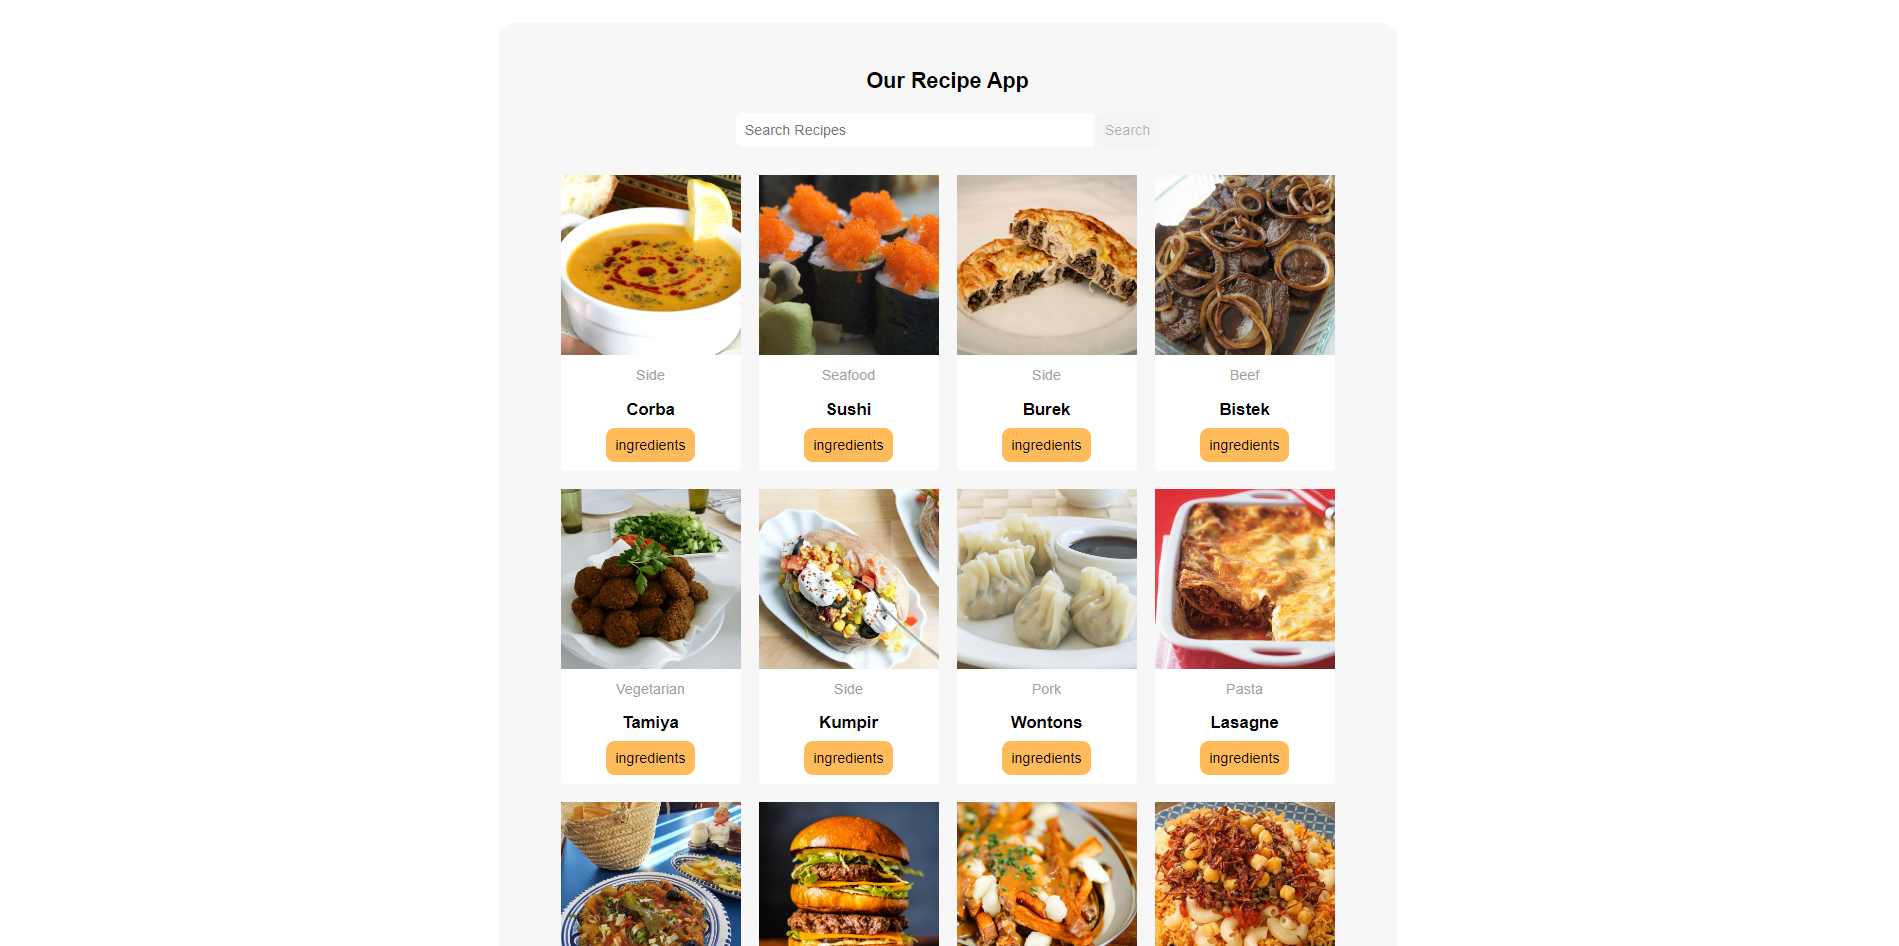 Our Recipe App
Search Recipes
Search
Side
Seafood
Side
Beef
Corba
Sushi
Burek
Bistek
ingredients
ingredients
ingredients
ingredients
Vegetarian
Side
Pork
Pasta
Tamiya
Kumpir
Wontons
Lasagne
ingredients
ingredients
ingredients
ingredients